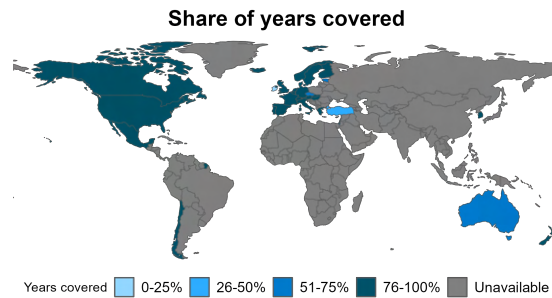 Share of years covered
Years covered 0-25% 26-50% 51-75% 76-100% Unavailable